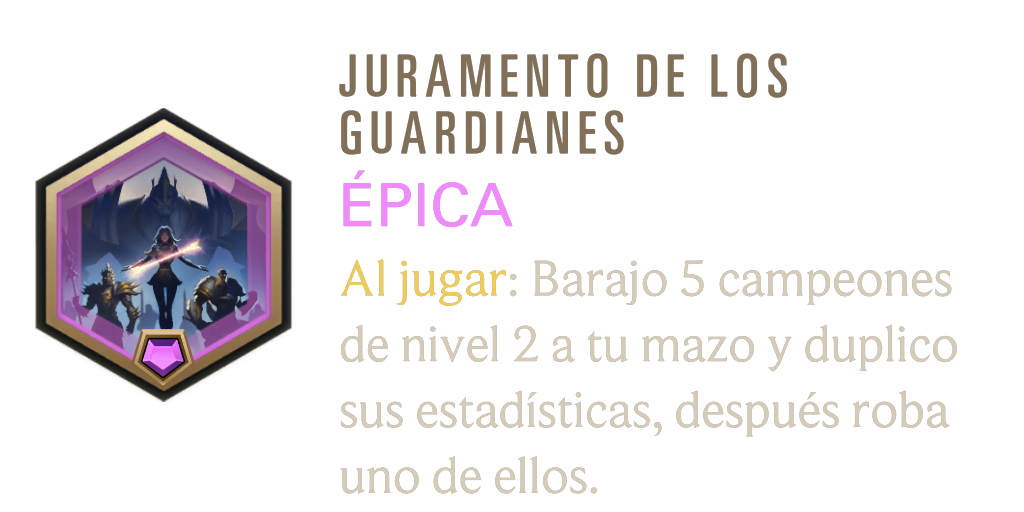 JURAMENTO DE LOS
GUARDIANES
ÉPICA
Al jugar: Barajo 5 campeones
de nivel 2 a tu mazo y duplico
sus estadísticas, después roba
uno de ellos.